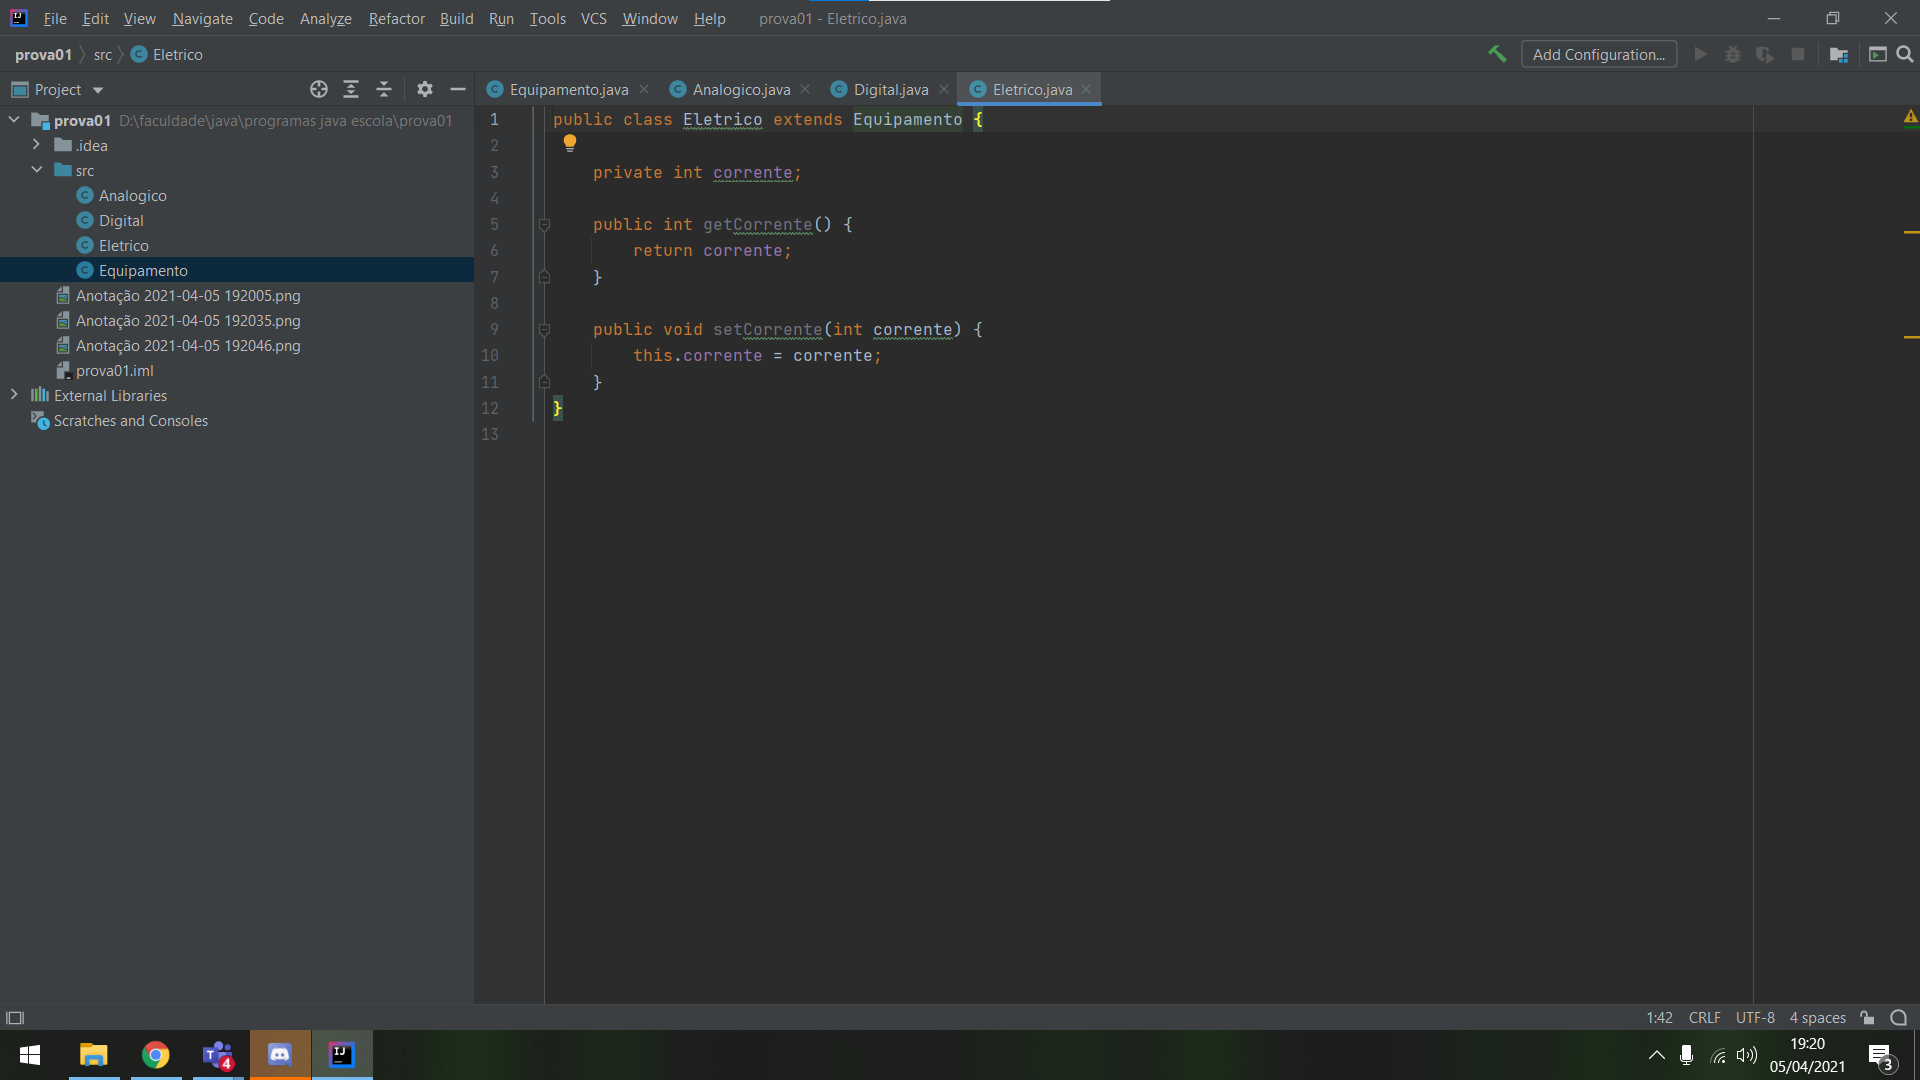 File Edit View Navigate Code Analyze Refactor Build Run Tools VCS Window Help prova01 - Eletrico.java
prova01 src Eletrico Add Configuration...
Project Equipamento.java Analogico.java Digital.java Eletrico.java
prova01 D:\faculdade\java\programas java escola\prova01
.idea
src
Analogico
Digital
Eletrico
Equipamento
Anotação 2021-04-05 192005.png
Anotação 2021-04-05 192035.png
Anotação 2021-04-05 192046.png
prova01.iml
External Libraries
Scratches and Consoles
1 public class Eletrico extends Equipamento {
2
3 private int corrente;
4
5 public int getCorrente() {
6 return corrente;
7 }
8
9 public void setCorrente(int corrente) {
10 this.corrente = corrente;
11 }
12 }
13
1:42 CRLF UTF-8 4 spaces
19:20
05/04/2021
4
3